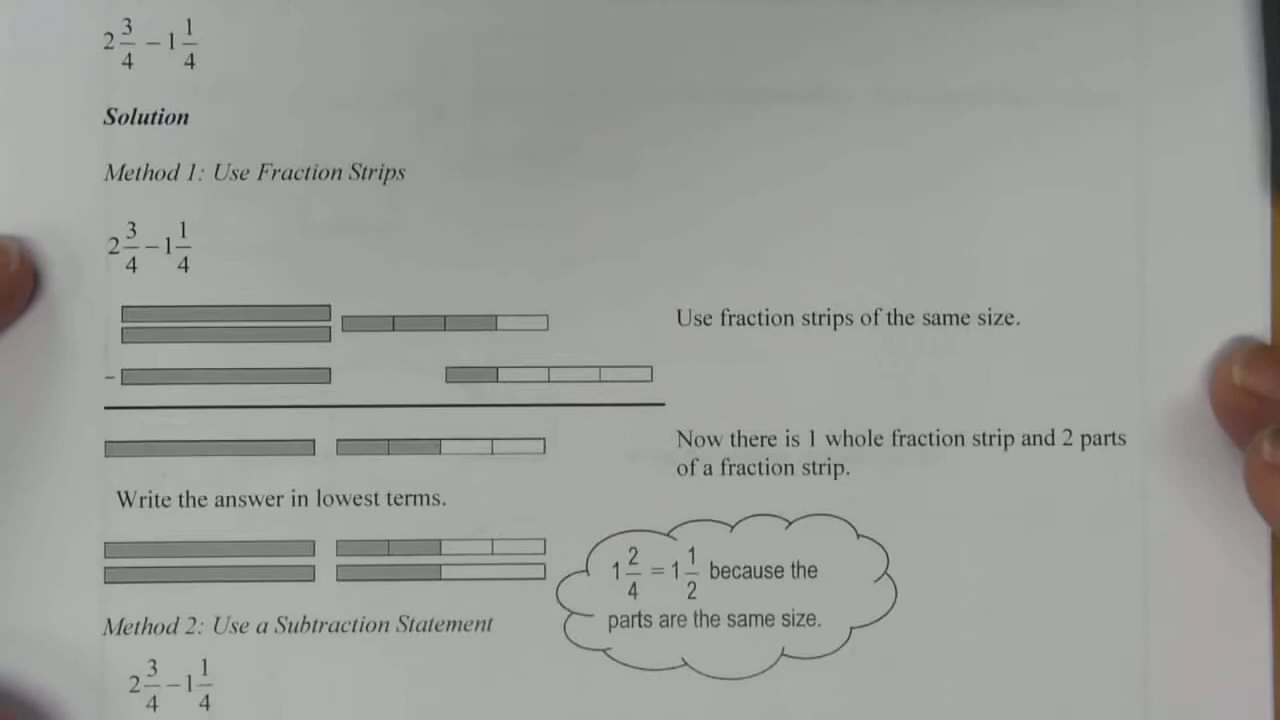 2 3/4 – 1 1/4
Solution
Method 1: Use Fraction Strips
2 3/4 – 1 1/4
Use fraction strips of the same size.
–
Now there is 1 whole fraction strip and 2 parts
of a fraction strip.
Write the answer in lowest terms.
1 2/4 = 1 1/2 because the
parts are the same size.
Method 2: Use a Subtraction Statement
2 3/4 – 1 1/4